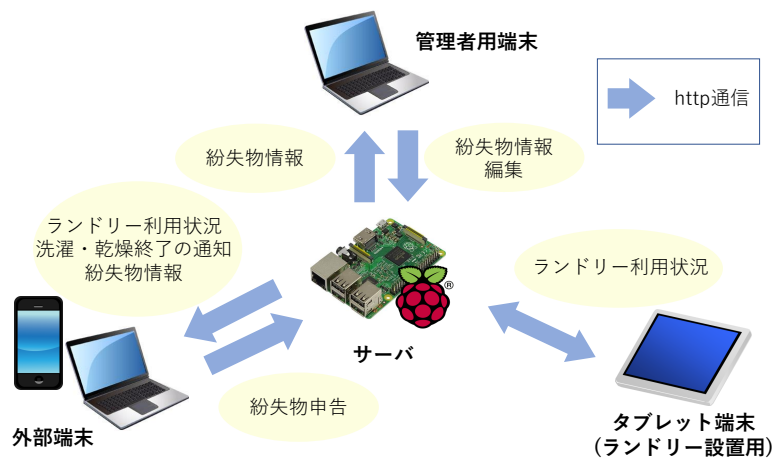 管理者用端末
http通信
紛失物情報
紛失物情報
編集
ランドリー利用状況
洗濯・乾燥終了の通知
紛失物情報
ランドリー利用状況
®
サーバ
紛失物申告
外部端末
タブレット端末
(ランドリー設置用)